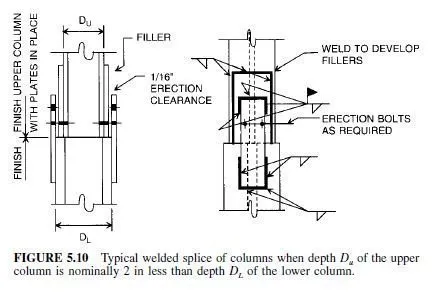 D_U
FILLER
1/16"
ERECTION
CLEARANCE
FINISH UPPER COLUMN
WITH PLATES IN PLACE
FINISH
D_L
WELD TO DEVELOP
FILLERS
ERECTION BOLTS
AS REQUIRED
FIGURE 5.10 Typical welded splice of columns when depth D_u of the upper
column is nominally 2 in less than depth D_L of the lower column.